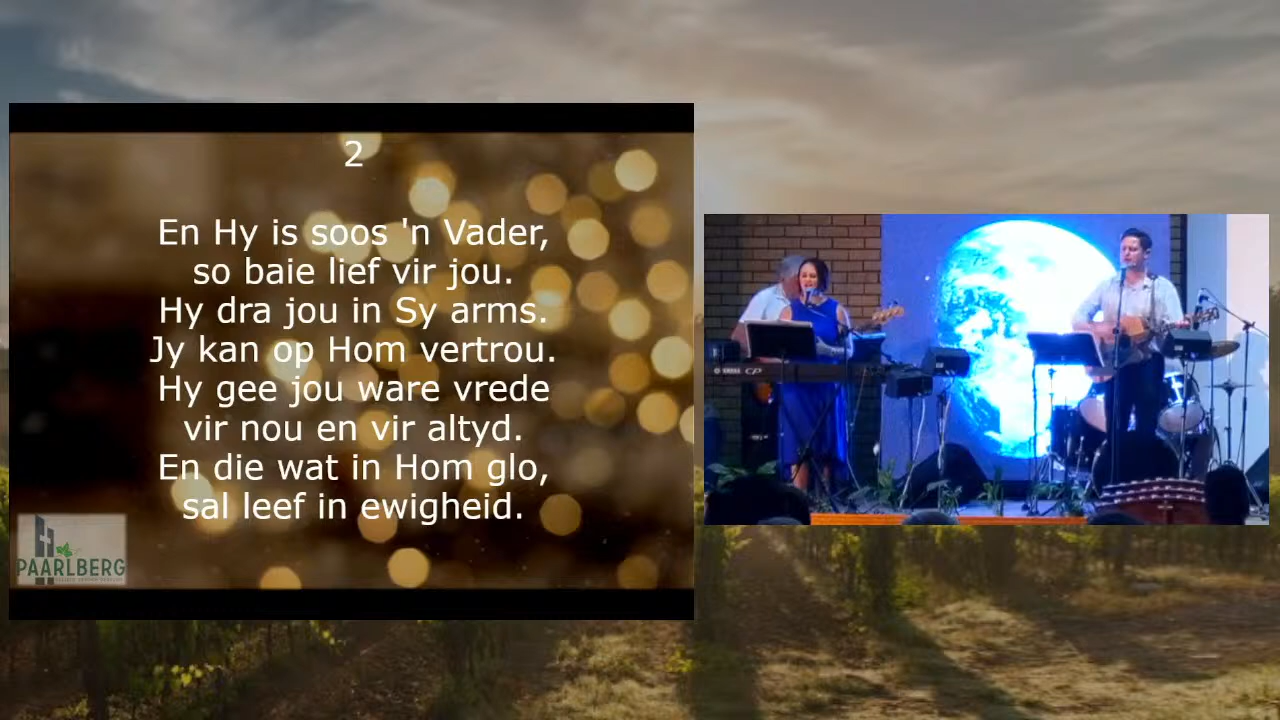 2
En Hy is soos 'n Vader,
so baie lief vir jou.
Hy dra jou in Sy arms.
Jy kan op Hom vertrou.
Hy gee jou ware vrede
vir nou en vir altyd.
En die wat in Hom glo,
sal leef in ewigheid.
PAARLBERG
CP